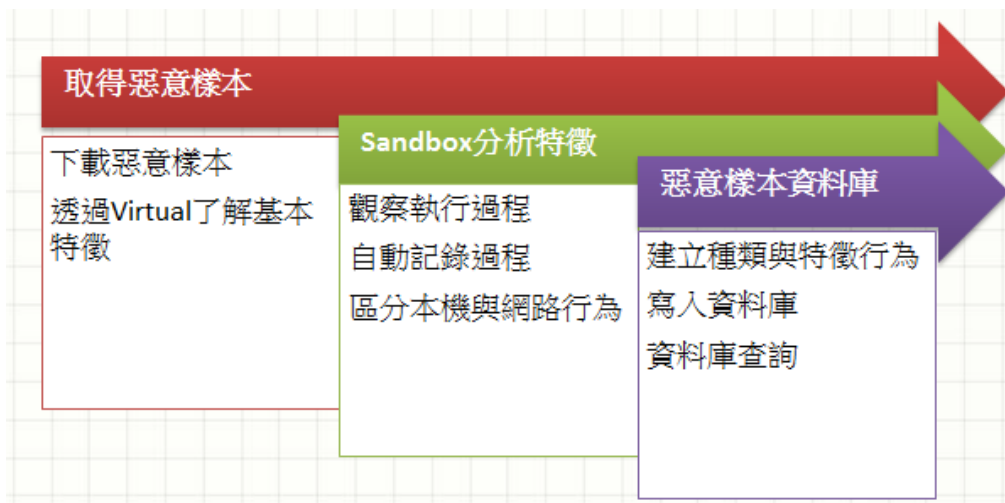 取得惡意樣本
下載惡意樣本
透過Virtual了解基本
特徵
Sandbox分析特徵
觀察執行過程
自動記錄過程
區分本機與網路行為
惡意樣本資料庫
建立種類與特徵行為
寫入資料庫
資料庫查詢